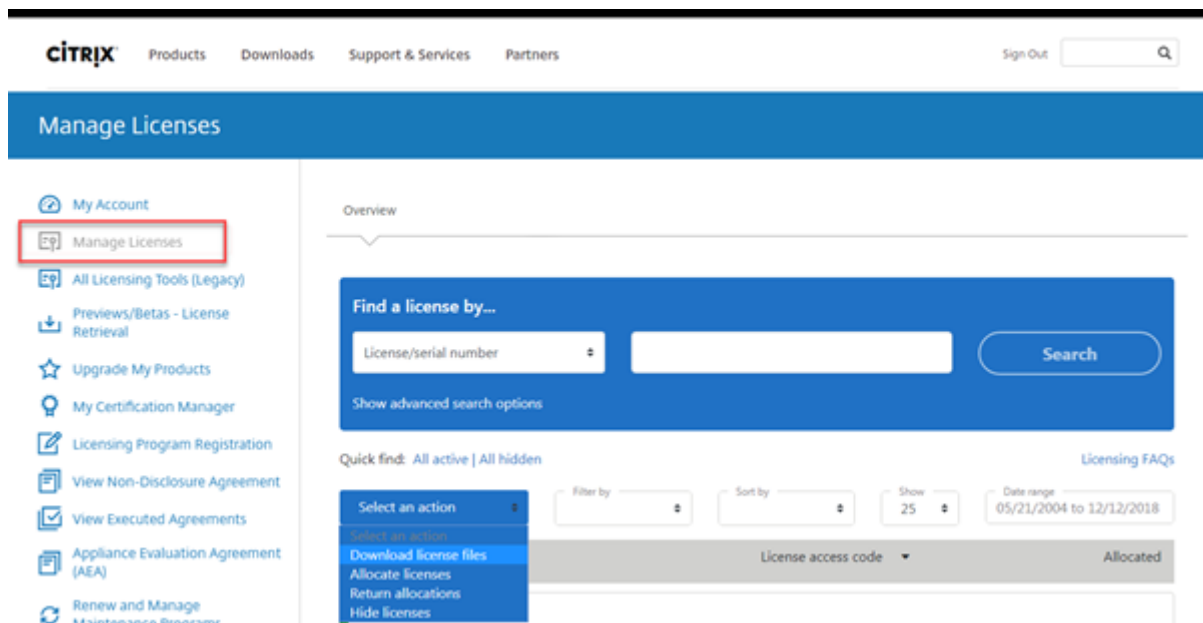 CİTRIX Products Downloads Support & Services Partners Sign Out
Manage Licenses
My Account
Manage Licenses
All Licensing Tools (Legacy)
Previews/Betas - License
Retrieval
Upgrade My Products
My Certification Manager
Licensing Program Registration
View Non-Disclosure Agreement
View Executed Agreements
Appliance Evaluation Agreement
(AEA)
Renew and Manage
Maintenance Programs
Overview
Find a license by...
License/serial number
Search
Show advanced search options
Quick find: All active | All hidden Licensing FAQs
Select an action
Filter by
Sort by
Show
25
Date range
05/21/2004 to 12/12/2018
Select an action
Download license files
Allocate licenses
Return allocations
Hide licenses
License access code Allocated